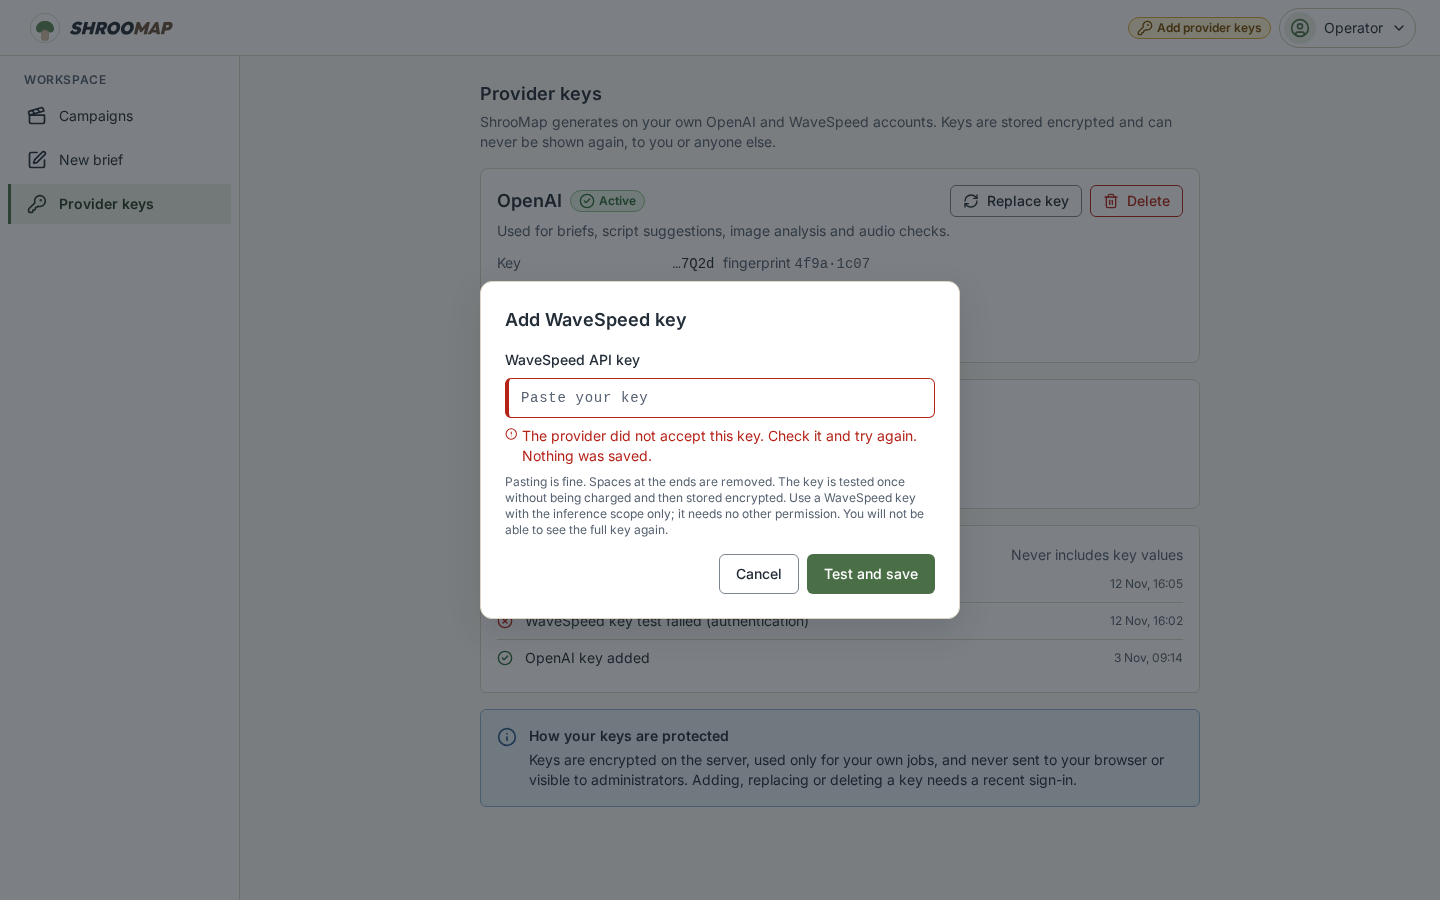 SHROOMAP
Add provider keys
Operator
WORKSPACE
Campaigns
New brief
Provider keys
Provider keys
ShrooMap generates on your own OpenAI and WaveSpeed accounts. Keys are stored encrypted and can
never be shown again, to you or anyone else.
OpenAI
Active
Replace key
Delete
Used for briefs, script suggestions, image analysis and audio checks.
Key
…7Q2d fingerprint 4f9a·1c07
Add WaveSpeed key
WaveSpeed API key
Paste your key
The provider did not accept this key. Check it and try again.
Nothing was saved.
Pasting is fine. Spaces at the ends are removed. The key is tested once
without being charged and then stored encrypted. Use a WaveSpeed key
with the inference scope only; it needs no other permission. You will not be
able to see the full key again.
Cancel
Test and save
Never includes key values
12 Nov, 16:05
WaveSpeed key test failed (authentication)
12 Nov, 16:02
OpenAI key added
3 Nov, 09:14
How your keys are protected
Keys are encrypted on the server, used only for your own jobs, and never sent to your browser or
visible to administrators. Adding, replacing or deleting a key needs a recent sign-in.